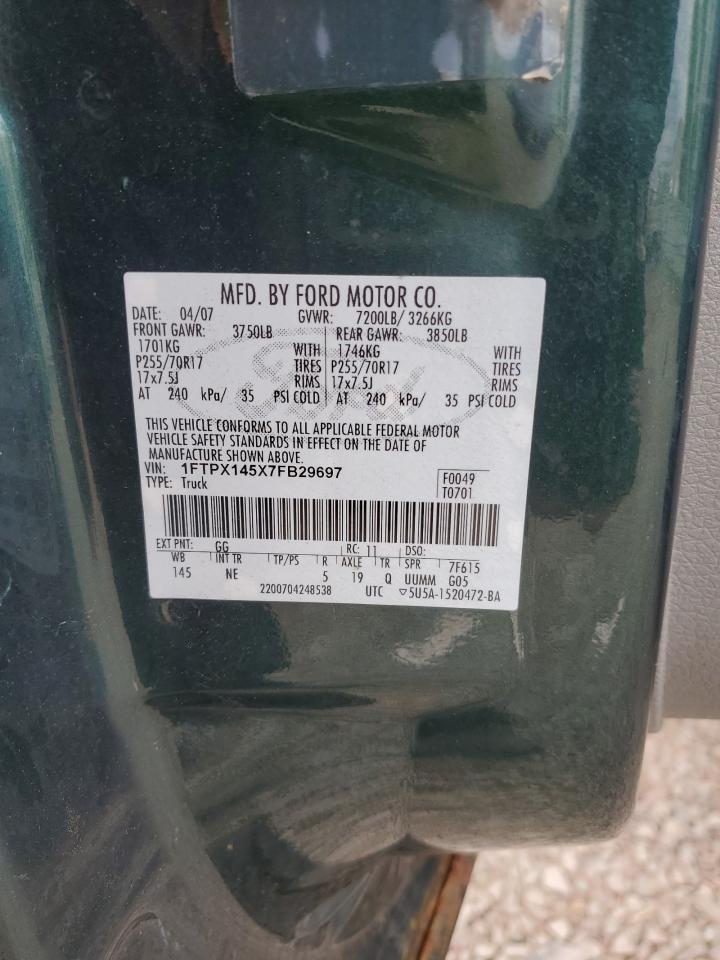 MFD. BY FORD MOTOR CO.
DATE: 04/07 GVWR: 7200LB/ 3266KG
FRONT GAWR: 3750LB REAR GAWR: 3850LB
1701KG WITH 1746KG WITH
P255/70R17 TIRES P255/70R17 TIRES
17x7.5J RIMS 17x7.5J RIMS
AT 240 kPa/ 35 PSI COLD AT 240 kPa/ 35 PSI COLD
Ford
THIS VEHICLE CONFORMS TO ALL APPLICABLE FEDERAL MOTOR
VEHICLE SAFETY STANDARDS IN EFFECT ON THE DATE OF
MANUFACTURE SHOWN ABOVE.
VIN: 1FTPX145X7FB29697 F0049
TYPE: Truck T0701
EXT PNT: GG RC: 11 DSO:
WB INT TR TP/PS R AXLE TR SPR 7F615
145 NE 5 19 Q UUMM G05
2200704248538 UTC ▽5U5A-1520472-BA